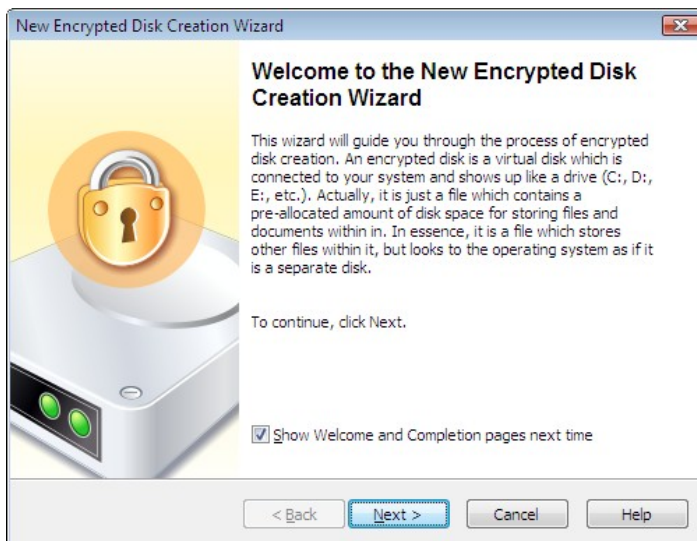 New Encrypted Disk Creation Wizard
Welcome to the New Encrypted Disk
Creation Wizard
This wizard will guide you through the process of encrypted
disk creation. An encrypted disk is a virtual disk which is
connected to your system and shows up like a drive (C:, D:,
E:, etc.). Actually, it is just a file which contains a
pre-allocated amount of disk space for storing files and
documents within in. In essence, it is a file which stores
other files within it, but looks to the operating system as if it
is a separate disk.
To continue, click Next.
Show Welcome and Completion pages next time
< Back Next > Cancel Help